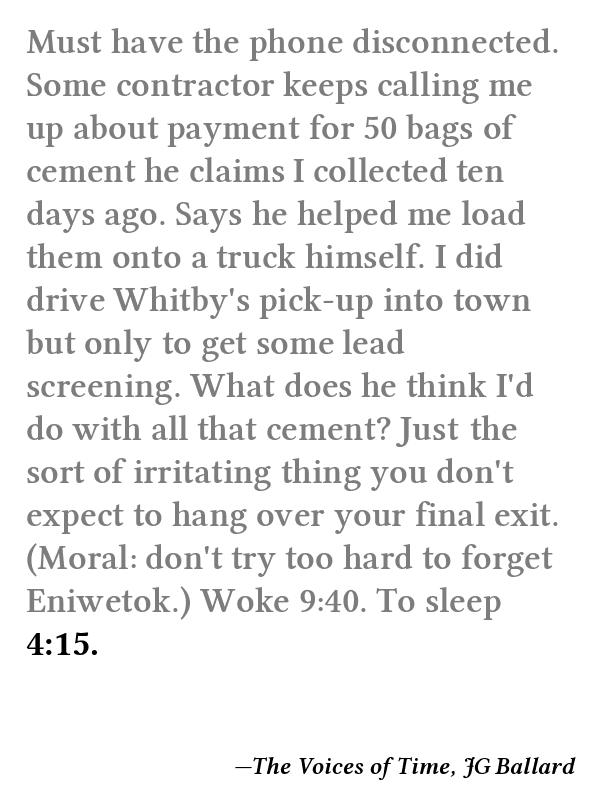 Must have the phone disconnected.
Some contractor keeps calling me
up about payment for 50 bags of
cement he claims I collected ten
days ago. Says he helped me load
them onto a truck himself. I did
drive Whitby's pick-up into town
but only to get some lead
screening. What does he think I'd
do with all that cement? Just the
sort of irritating thing you don't
expect to hang over your final exit.
(Moral: don't try too hard to forget
Eniwetok.) Woke 9:40. To sleep
4:15.
—The Voices of Time, JG Ballard